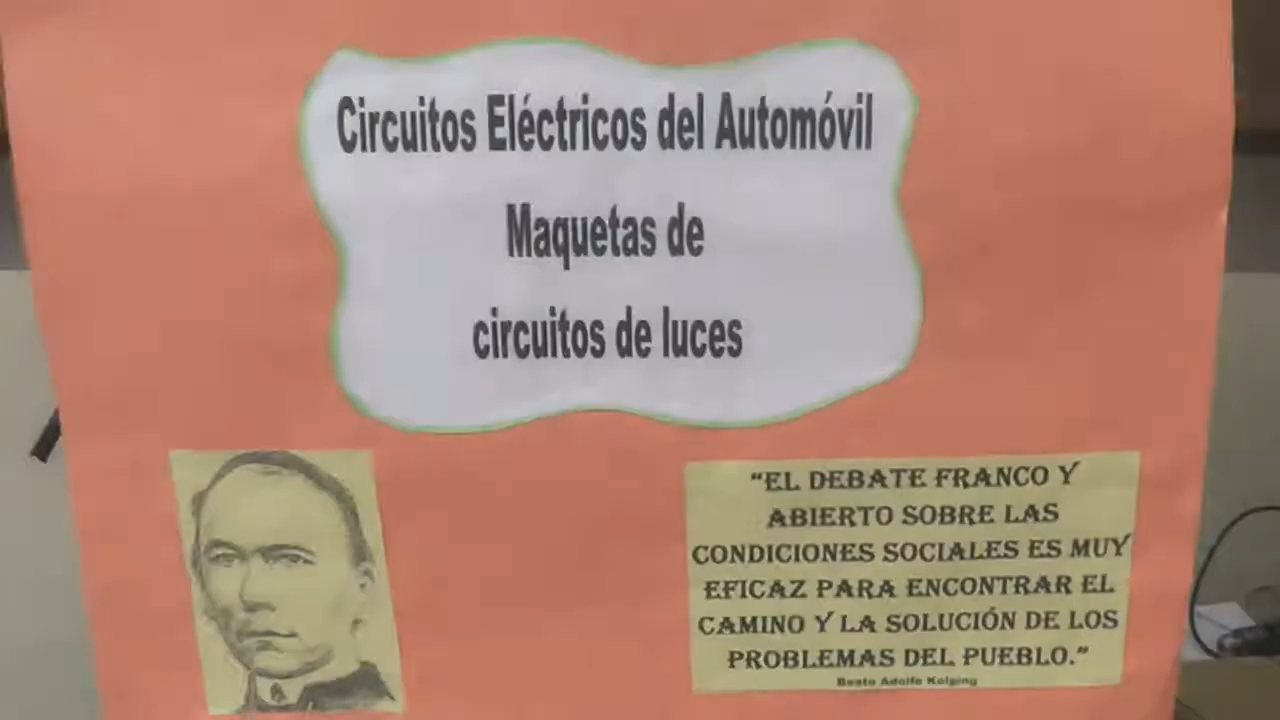 Circuitos Eléctricos del Automóvil
Maquetas de
circuitos de luces
“EL DEBATE FRANCO Y
ABIERTO SOBRE LAS
CONDICIONES SOCIALES ES MUY
EFICAZ PARA ENCONTRAR EL
CAMINO Y LA SOLUCIÓN DE LOS
PROBLEMAS DEL PUEBLO.”
Beato Adolfo Kolping